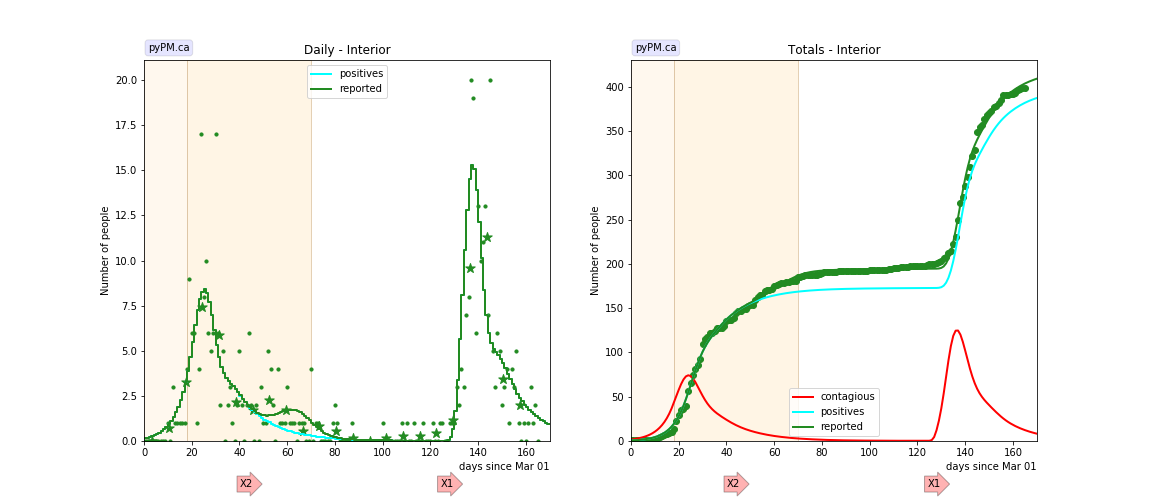 pyPM.ca
Daily - Interior
positives
reported
Number of people
20.0
17.5
15.0
12.5
10.0
7.5
5.0
2.5
0.0
0 20 40 60 80 100 120 140 160
days since Mar 01
X2 X1
pyPM.ca
Totals - Interior
Number of people
400
350
300
250
200
150
100
50
0
contagious
positives
reported
0 20 40 60 80 100 120 140 160
days since Mar 01
X2 X1